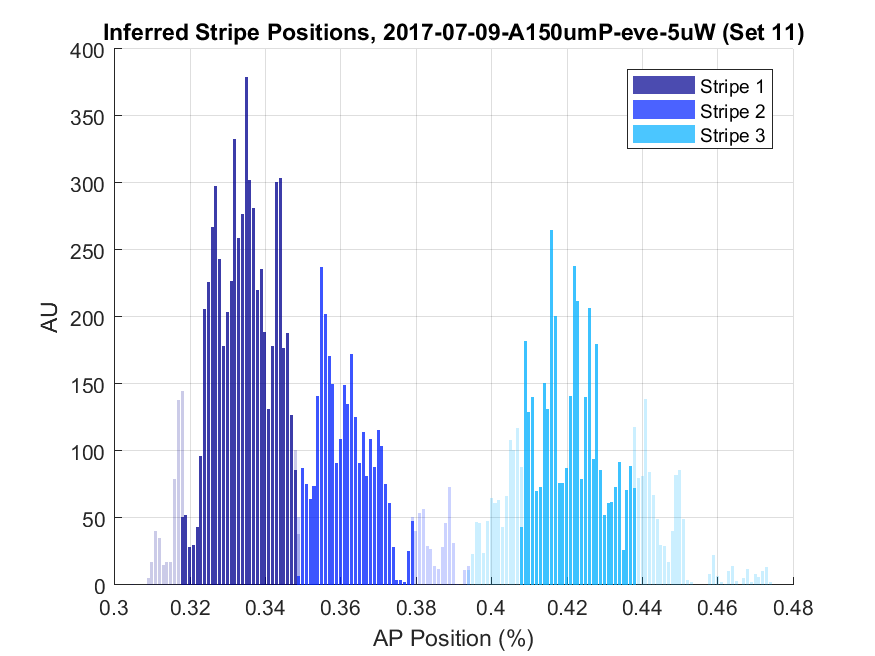 Inferred Stripe Positions, 2017-07-09-A150umP-eve-5uW (Set 11)
400
350
300
250
200
150
100
50
0
AU
Stripe 1
Stripe 2
Stripe 3
0.3 0.32 0.34 0.36 0.38 0.4 0.42 0.44 0.46 0.48
AP Position (%)